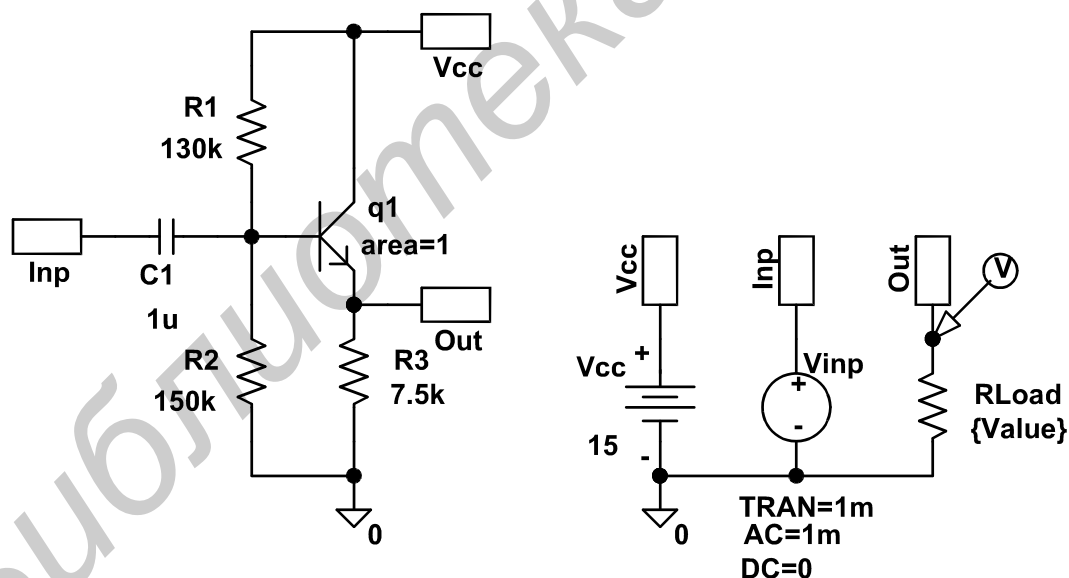 Vcc
R1
130k
q1
area=1
Inp
C1
1u
Out
R2
150k
R3
7.5k
0
Vcc
Inp
Out
V
Vcc
+
15
-
Vinp
+
-
RLoad
{Value}
0
TRAN=1m
AC=1m
DC=0
библиотека